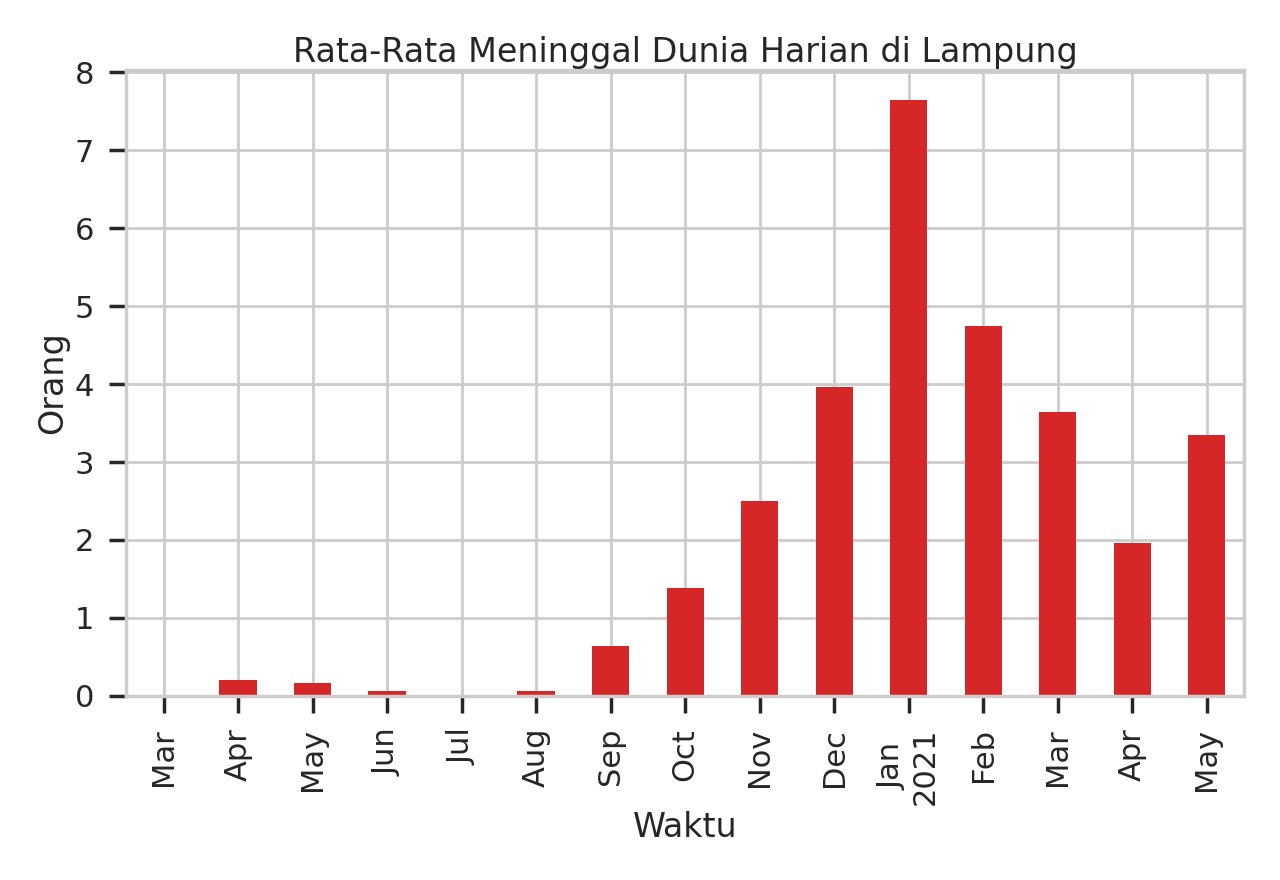 Rata-Rata Meninggal Dunia Harian di Lampung
8
7
6
5
4
3
2
1
0
Orang
Mar
Apr
May
Jun
Jul
Aug
Sep
Oct
Nov
Dec
Jan
2021
Feb
Mar
Apr
May
Waktu